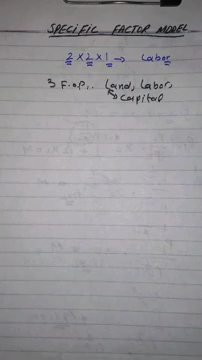 SPECIFIC FACTOR MODEL
2 × 2 × 1 → Labor
3 F.O.P.. Land, Labor,
→ Capital